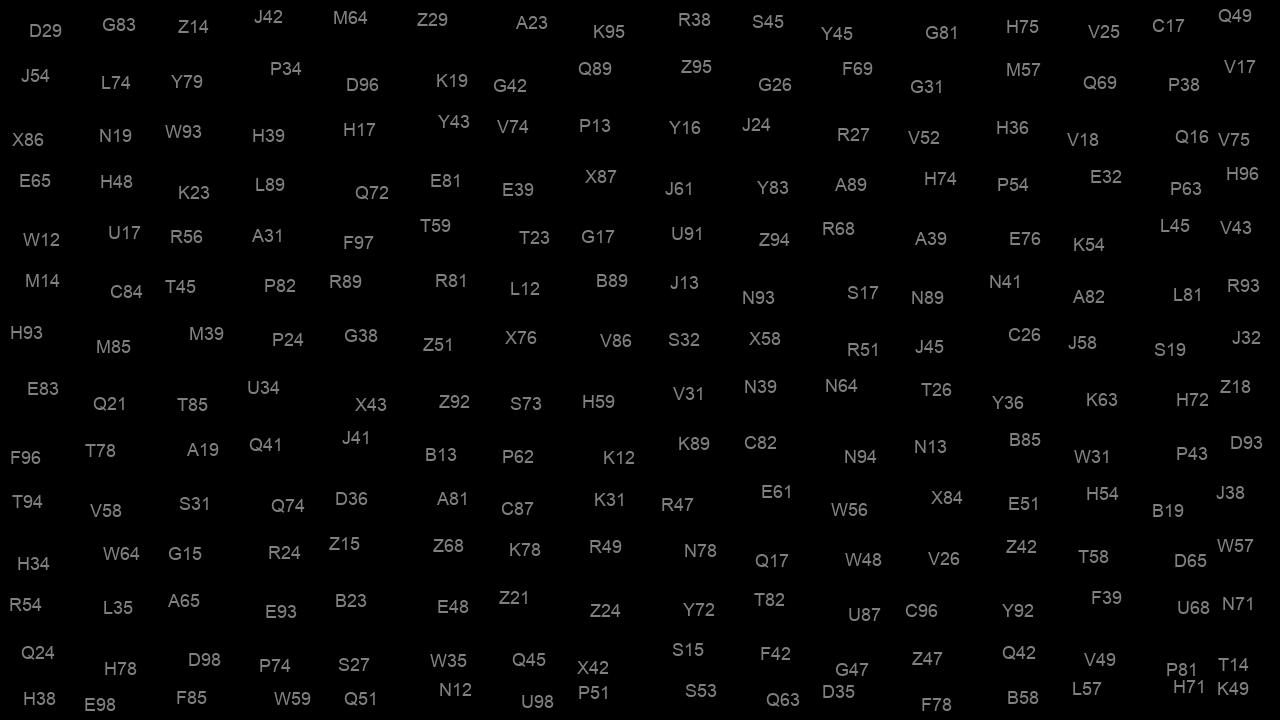 D29 G83 Z14 J42 M64 Z29 A23 K95 R38 S45 Y45 G81 H75 V25 C17 Q49
J54 L74 Y79 P34 D96 K19 G42 Q89 Z95 G26 F69 G31 M57 Q69 P38 V17
X86 N19 W93 H39 H17 Y43 V74 P13 Y16 J24 R27 V52 H36 V18 Q16 V75
E65 H48 K23 L89 Q72 E81 E39 X87 J61 Y83 A89 H74 P54 E32 P63 H96
W12 U17 R56 A31 F97 T59 T23 G17 U91 Z94 R68 A39 E76 K54 L45 V43
M14 C84 T45 P82 R89 R81 L12 B89 J13 N93 S17 N89 N41 A82 L81 R93
H93 M85 M39 P24 G38 Z51 X76 V86 S32 X58 R51 J45 C26 J58 S19 J32
E83 Q21 T85 U34 X43 Z92 S73 H59 V31 N39 N64 T26 Y36 K63 H72 Z18
F96 T78 A19 Q41 J41 B13 P62 K12 K89 C82 N94 N13 B85 W31 P43 D93
T94 V58 S31 Q74 D36 A81 C87 K31 R47 E61 W56 X84 E51 H54 B19 J38
H34 W64 G15 R24 Z15 Z68 K78 R49 N78 Q17 W48 V26 Z42 T58 D65 W57
R54 L35 A65 E93 B23 E48 Z21 Z24 Y72 T82 U87 C96 Y92 F39 U68 N71
Q24 H78 D98 P74 S27 W35 Q45 X42 S15 F42 G47 Z47 Q42 V49 P81 T14
H38 E98 F85 W59 Q51 N12 U98 P51 S53 Q63 D35 F78 B58 L57 H71 K49